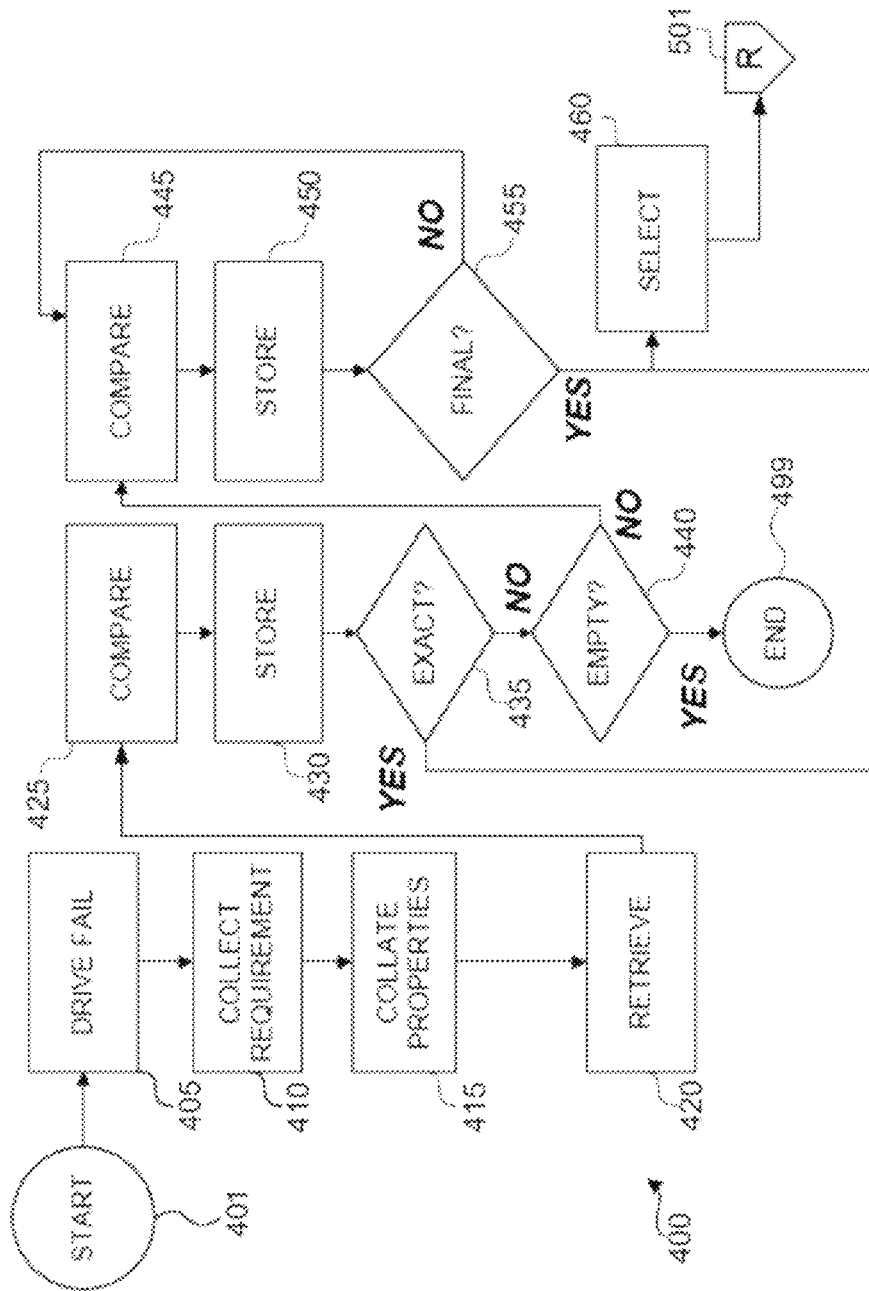 START
401
DRIVE FAIL
405
COLLECT
REQUIREMENT
410
COLLATE
PROPERTIES
415
RETRIEVE
420
400
COMPARE
425
STORE
430
EXACT?
435
YES
NO
EMPTY?
440
NO
YES
END
499
COMPARE
445
STORE
450
FINAL?
455
NO
YES
SELECT
460
R
501